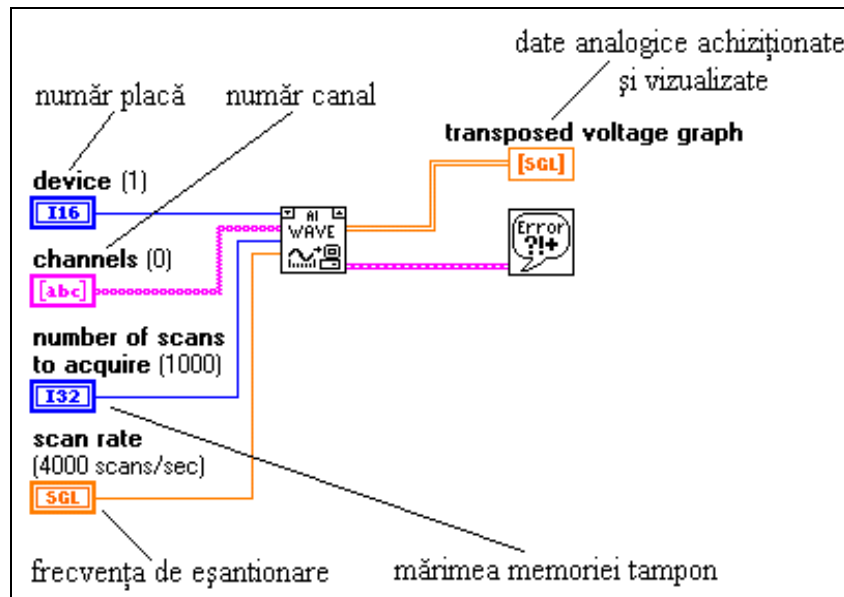 date analogice achiziționate
și vizualizate
număr placă
număr canal
transposed voltage graph
[SGL]
device (1)
I16
AI
WAVE
Error
?!+
channels (0)
[abc]
number of scans
to acquire (1000)
I32
scan rate
(4000 scans/sec)
SGL
frecvența de eșantionare
mărimea memoriei tampon